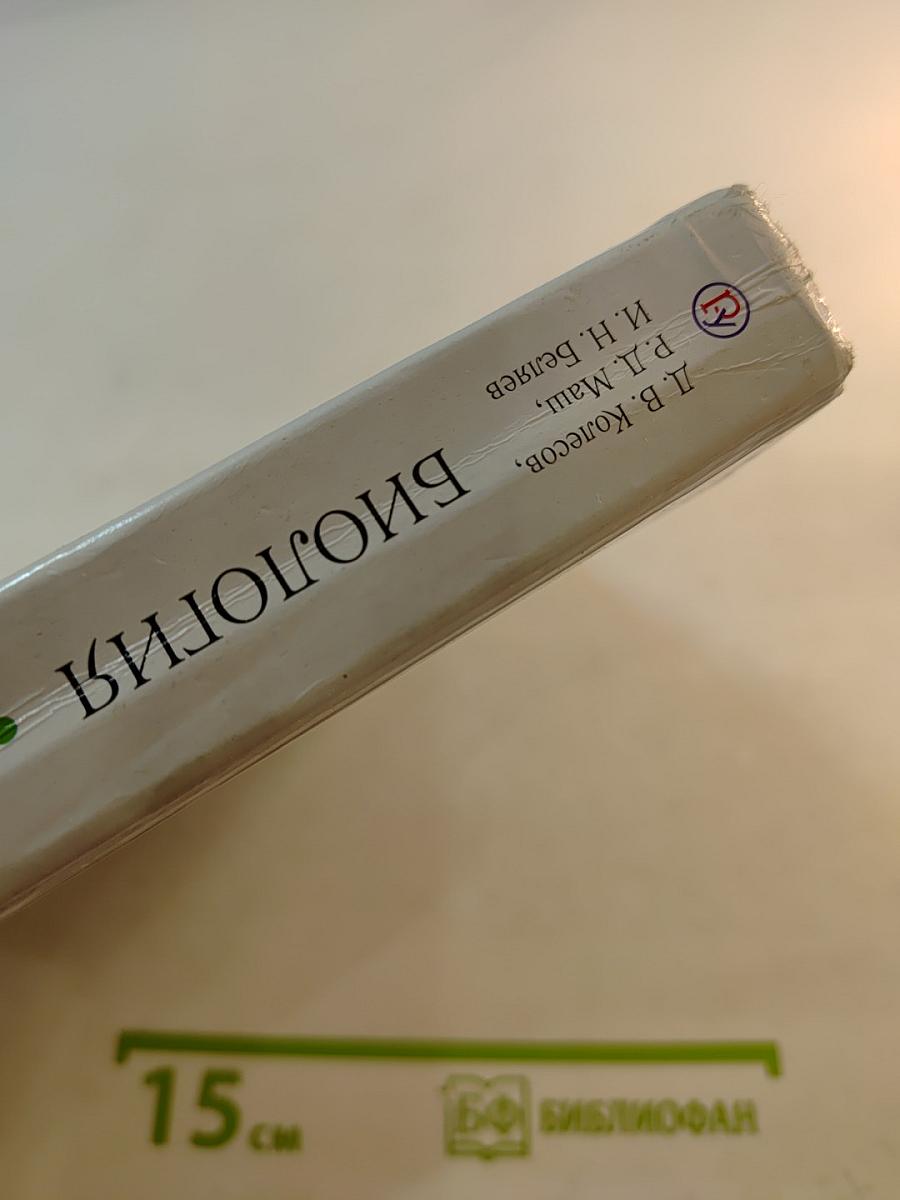 Д. В. Колесов,
Р. Д. Маш,
И. Н. Беляев
БИОЛОГИЯ
15 см
БФ БИБЛИОФАН